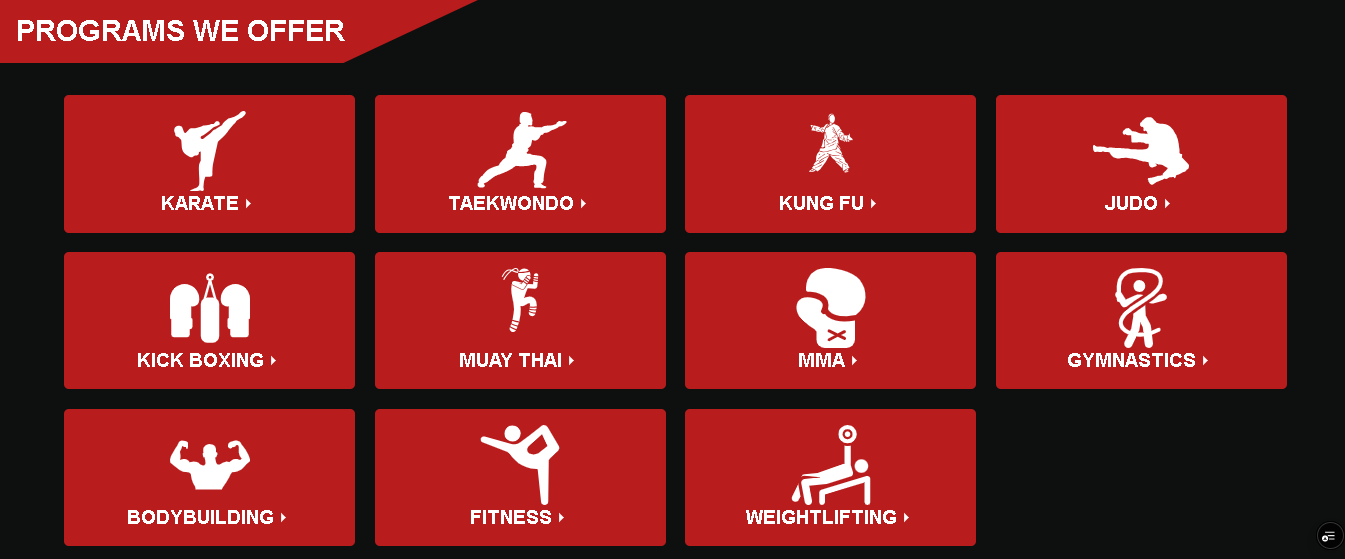 PROGRAMS WE OFFER
KARATE
TAEKWONDO
KUNG FU
JUDO
KICK BOXING
MUAY THAI
MMA
GYMNASTICS
BODYBUILDING
FITNESS
WEIGHTLIFTING